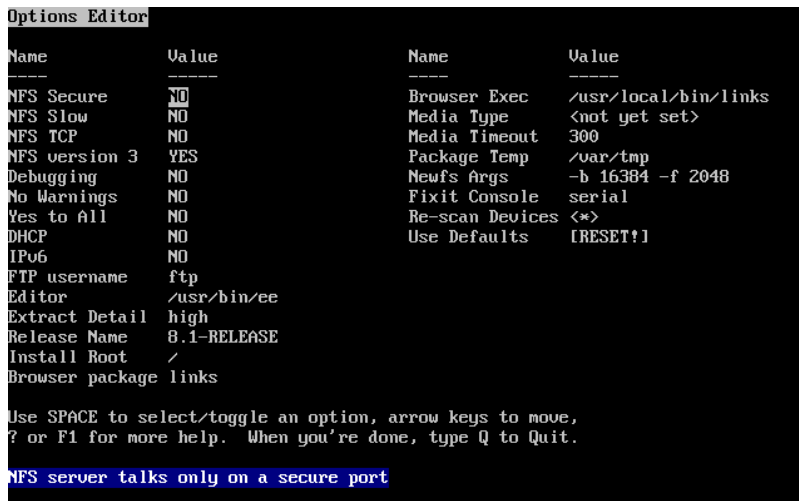 Options Editor
Name Value Name Value
---- ----- ---- -----
NFS Secure NO Browser Exec /usr/local/bin/links
NFS Slow NO Media Type <not yet set>
NFS TCP NO Media Timeout 300
NFS version 3 YES Package Temp /var/tmp
Debugging NO Newfs Args -b 16384 -f 2048
No Warnings NO Fixit Console serial
Yes to All NO Re-scan Devices <*>
DHCP NO Use Defaults [RESET!]
IPv6 NO
FTP username ftp
Editor /usr/bin/ee
Extract Detail high
Release Name 8.1-RELEASE
Install Root /
Browser package links
Use SPACE to select/toggle an option, arrow keys to move,
? or F1 for more help. When you're done, type Q to Quit.
NFS server talks only on a secure port